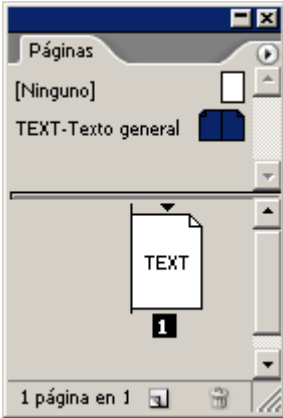 Páginas
[Ninguno]
TEXT-Texto general
TEXT
1
1 página en 1